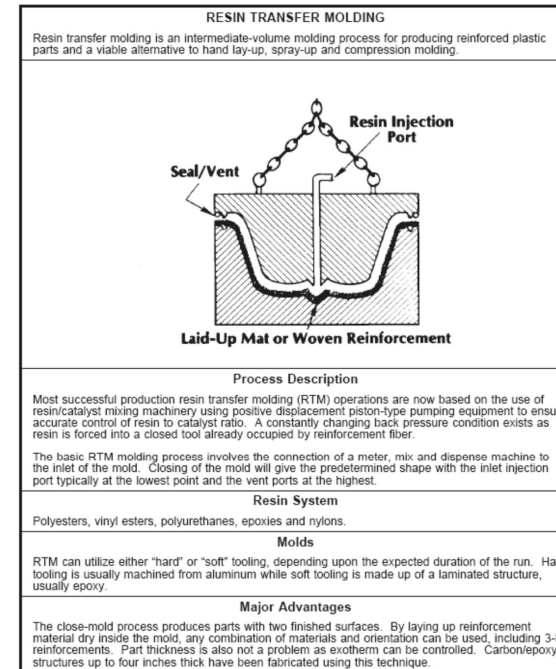 RESIN TRANSFER MOLDING
Resin transfer molding is an intermediate-volume molding process for producing reinforced plastic
parts and a viable alternative to hand lay-up, spray-up and compression molding.
Resin Injection
Port
Seal/Vent
Laid-Up Mat or Woven Reinforcement
Process Description
Most successful production resin transfer molding (RTM) operations are now based on the use of
resin/catalyst mixing machinery using positive displacement piston-type pumping equipment to ensu
accurate control of resin to catalyst ratio. A constantly changing back pressure condition exists as
resin is forced into a closed tool already occupied by reinforcement fiber.
The basic RTM molding process involves the connection of a meter, mix and dispense machine to
the inlet of the mold. Closing of the mold will give the predetermined shape with the inlet injection
port typically at the lowest point and the vent ports at the highest.
Resin System
Polyesters, vinyl esters, polyurethanes, epoxies and nylons.
Molds
RTM can utilize either “hard” or “soft” tooling, depending upon the expected duration of the run. Ha
tooling is usually machined from aluminum while soft tooling is made up of a laminated structure,
usually epoxy.
Major Advantages
The close-mold process produces parts with two finished surfaces. By laying up reinforcement
material dry inside the mold, any combination of materials and orientation can be used, including 3-
reinforcements. Part thickness is also not a problem as exotherm can be controlled. Carbon/epoxy
structures up to four inches thick have been fabricated using this technique.